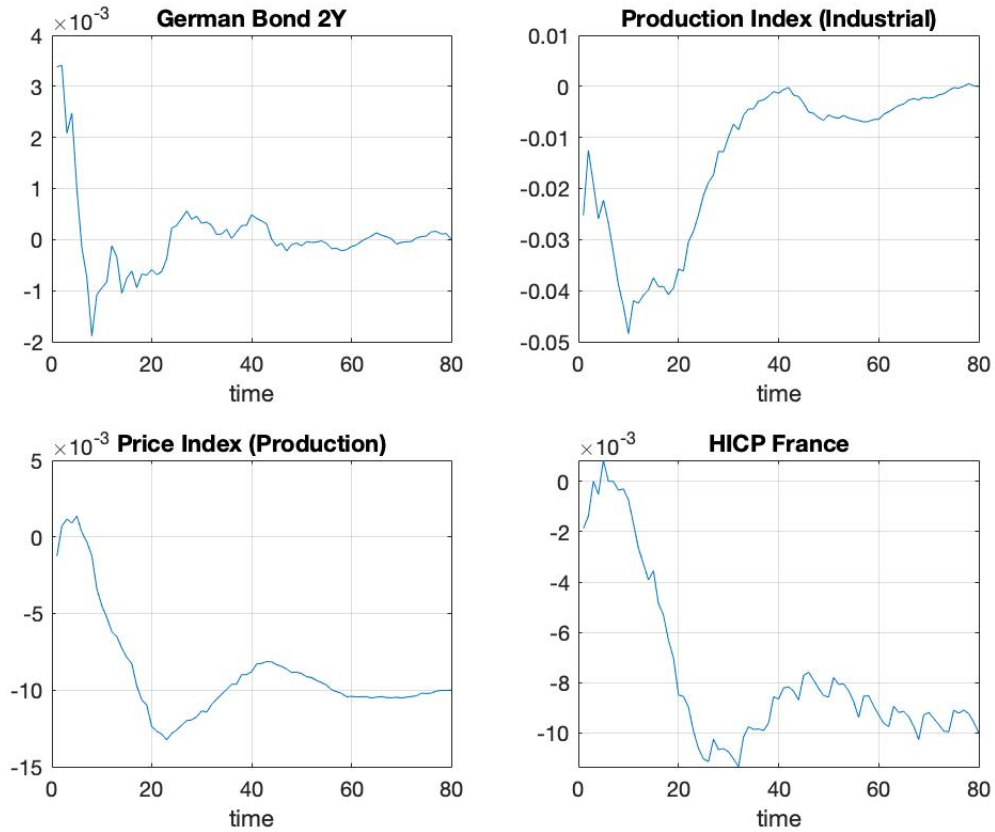 German Bond 2Y
×10⁻³
4
3
2
1
0
-1
-2
0 20 40 60 80
time
Production Index (Industrial)
0.01
0
-0.01
-0.02
-0.03
-0.04
-0.05
0 20 40 60 80
time
×10⁻³ Price Index (Production)
5
0
-5
-10
-15
0 20 40 60 80
time
HICP France
×10⁻³
0
-2
-4
-6
-8
-10
0 20 40 60 80
time